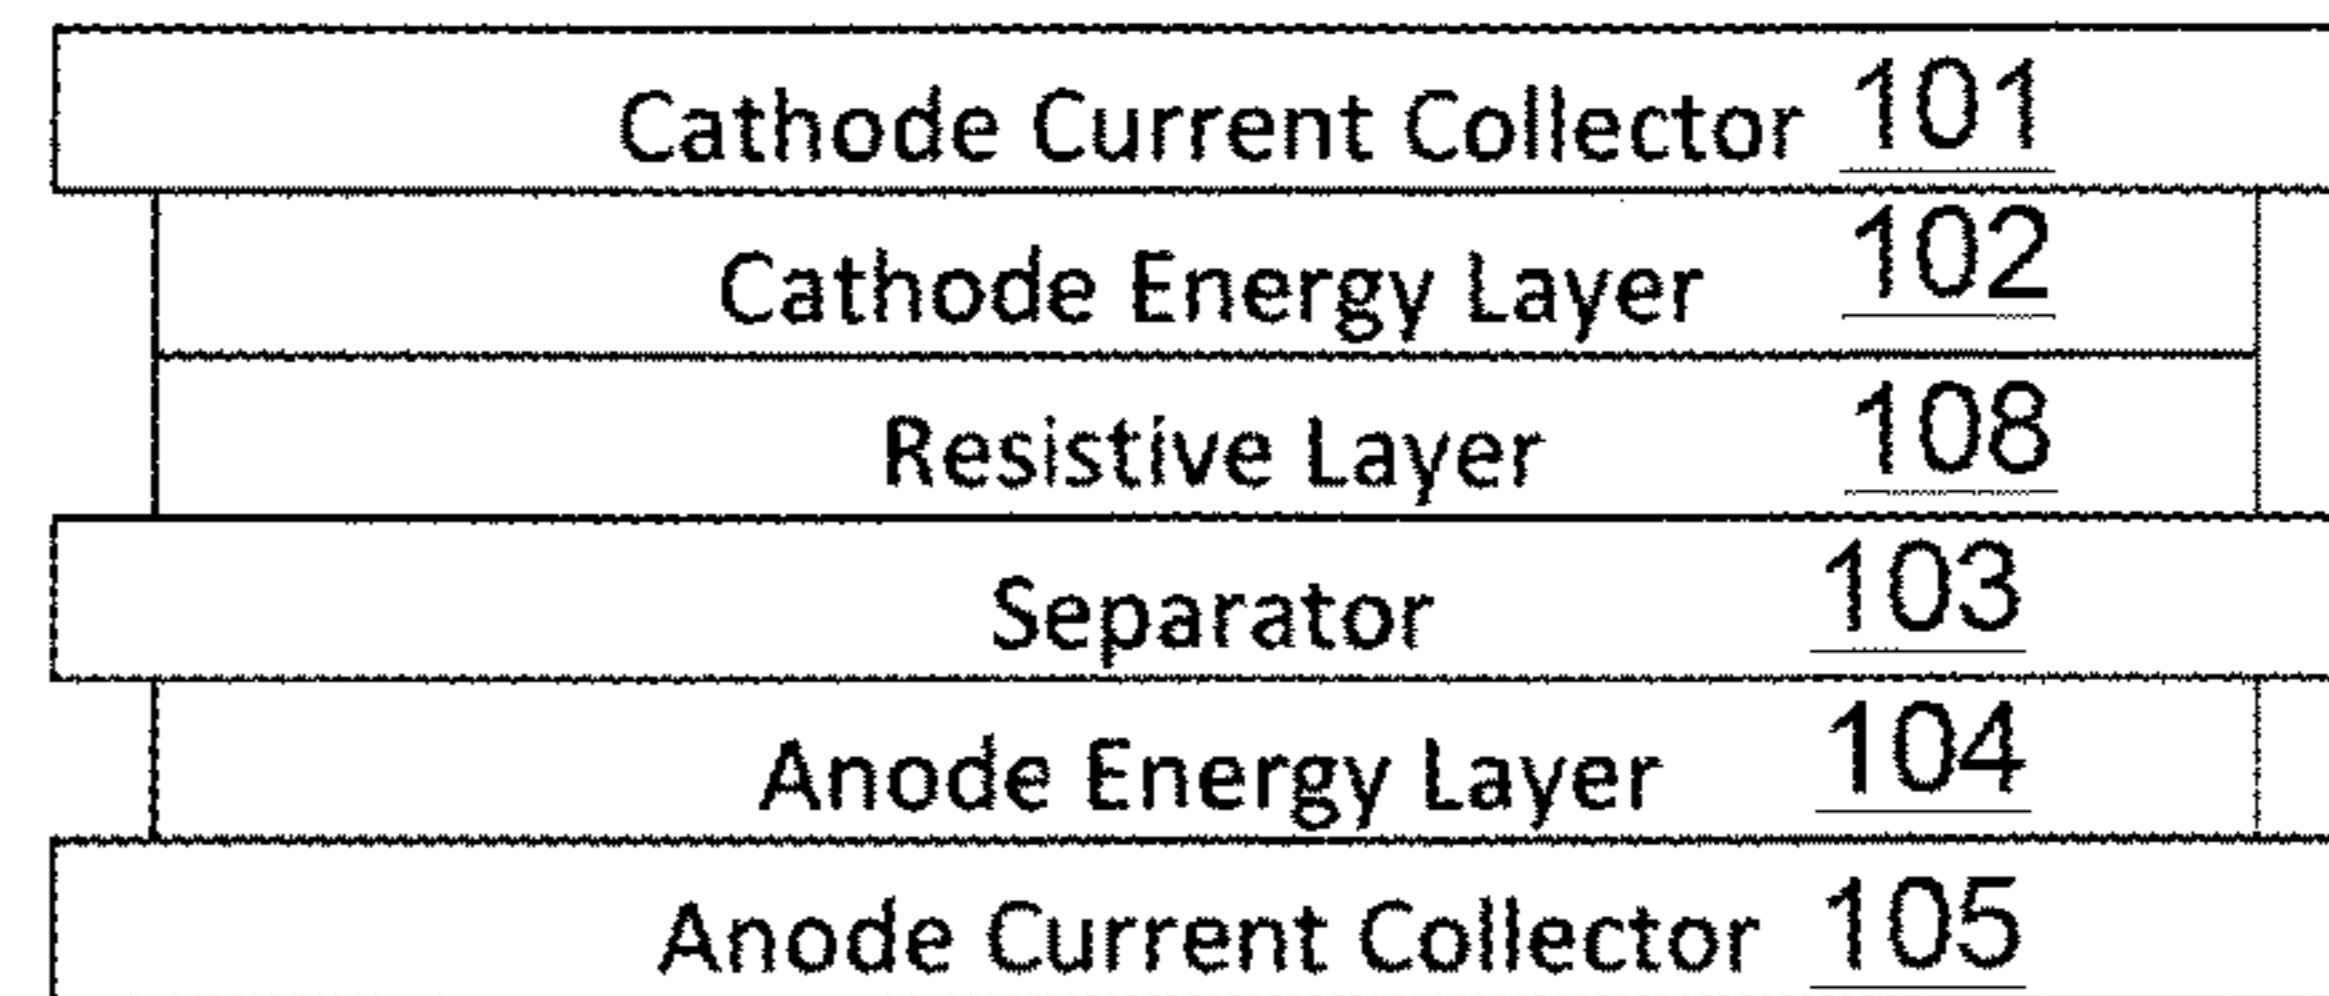 Cathode Current Collector 101
Cathode Energy Layer 102
Resistive Layer 108
Separator 103
Anode Energy Layer 104
Anode Current Collector 105